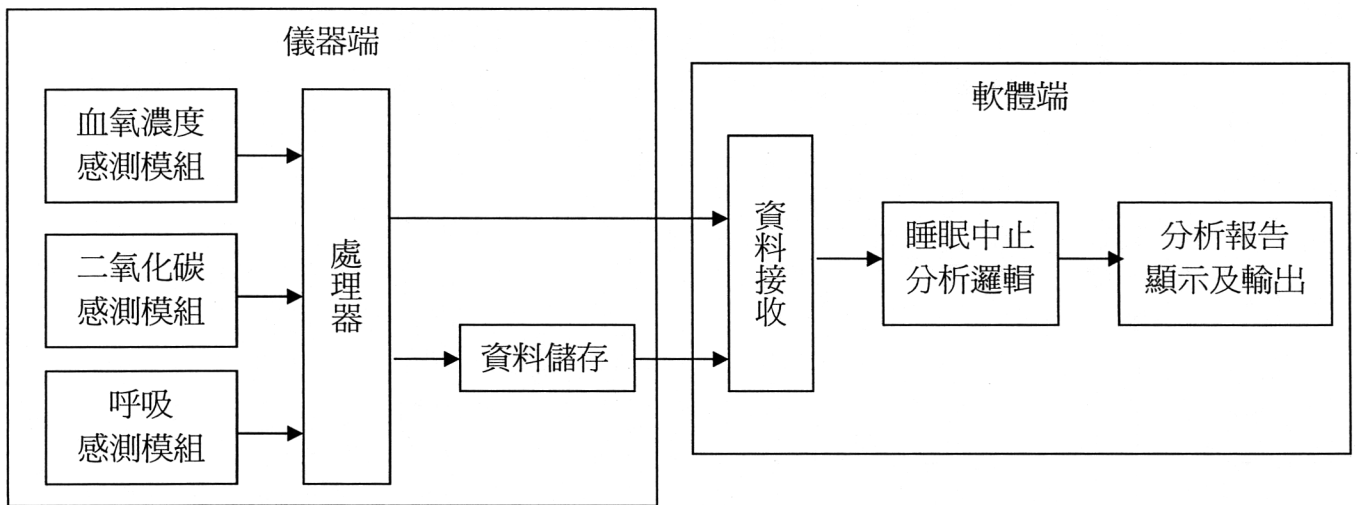 儀器端
血氧濃度
感測模組
二氧化碳
感測模組
呼吸
感測模組
處理器
資料儲存
軟體端
資料接收
睡眠中止
分析邏輯
分析報告
顯示及輸出